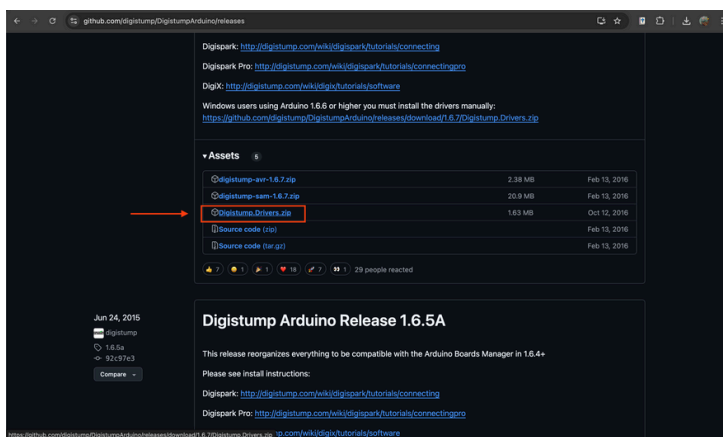 github.com/digistump/DigistumpArduino/releases
Digispark: http://digistump.com/wiki/digispark/tutorials/connecting
Digispark Pro: http://digistump.com/wiki/digispark/tutorials/connectingpro
DigiX: http://digistump.com/wiki/digix/tutorials/software
Windows users using Arduino 1.6.6 or higher you must install the drivers manually:
https://github.com/digistump/DigistumpArduino/releases/download/1.6.7/Digistump.Drivers.zip
Assets 5
digistump-avr-1.6.7.zip 2.38 MB Feb 13, 2016
digistump-sam-1.6.7.zip 20.9 MB Feb 13, 2016
Digistump.Drivers.zip 1.63 MB Oct 12, 2016
Source code (zip) Feb 13, 2016
Source code (tar.gz) Feb 13, 2016
7 1 1 18 7 1 29 people reacted
Jun 24, 2015
digistump
1.6.5a
92c97e3
Compare
Digistump Arduino Release 1.6.5A
This release reorganizes everything to be compatible with the Arduino Boards Manager in 1.6.4+
Please see install instructions:
Digispark: http://digistump.com/wiki/digispark/tutorials/connecting
Digispark Pro: http://digistump.com/wiki/digispark/tutorials/connectingpro
https://github.com/digistump/DigistumpArduino/releases/download/1.6.7/Digistump.Drivers.zip
p.com/wiki/digix/tutorials/software